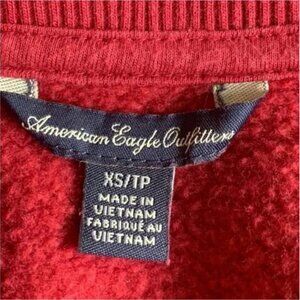 American Eagle Outfitters
XS/TP
MADE IN
VIETNAM
FABRIQUÉ AU
VIETNAM